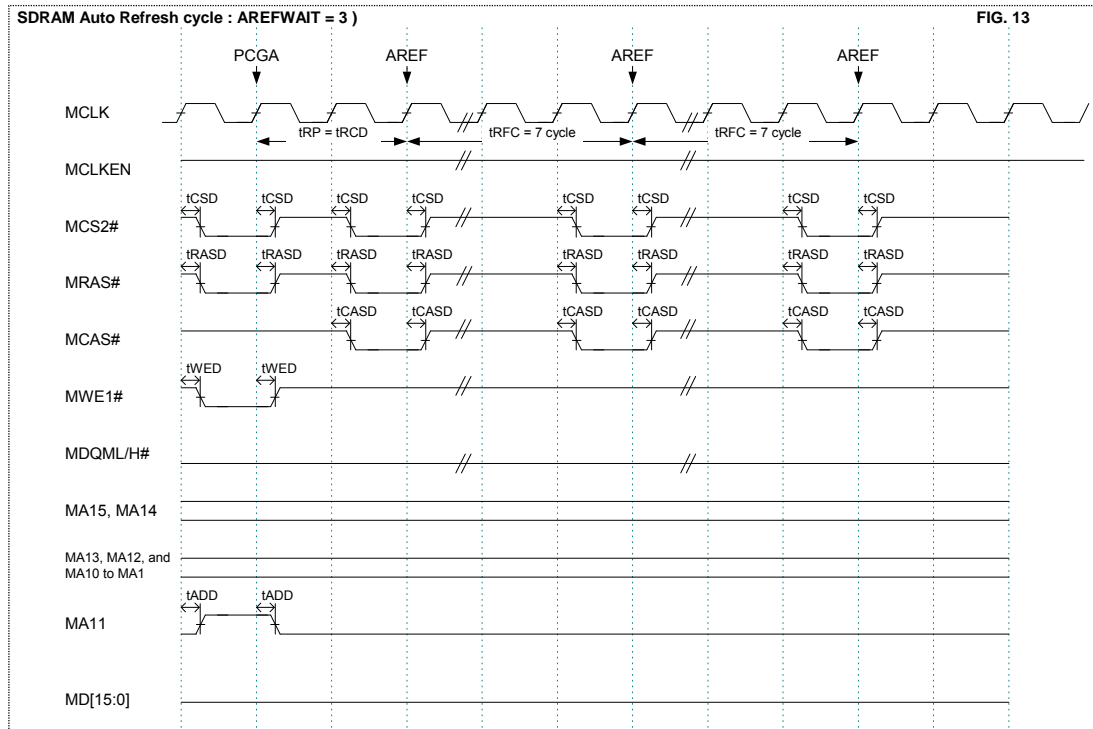 SDRAM Auto Refresh cycle : AREFWAIT = 3 ) FIG. 13
PCGA AREF AREF AREF
MCLK
tRP = tRCD tRFC = 7 cycle tRFC = 7 cycle
MCLKEN
tCSD tCSD tCSD tCSD tCSD tCSD tCSD tCSD
MCS2#
tRASD tRASD tRASD tRASD tRASD tRASD tRASD tRASD
MRAS#
tCASD tCASD tCASD tCASD tCASD tCASD
MCAS#
tWED tWED
MWE1#
MDQML/H#
MA15, MA14
MA13, MA12, and
MA10 to MA1
tADD tADD
MA11
MD[15:0]